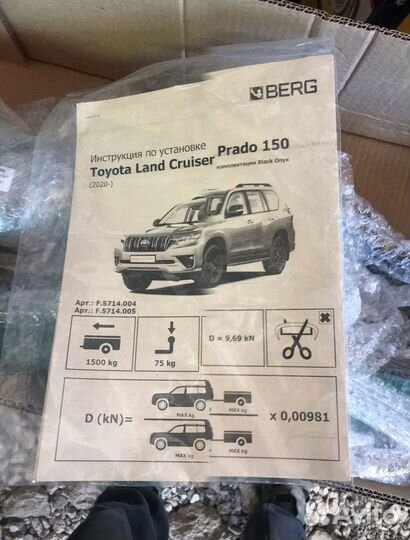 BERG
Инструкция по установке
Toyota Land Cruiser Prado 150
комплектация Black Onyx
(2020-)
Арт.: F.5714.004
Арт.: F.5714.005
1500 kg
75 kg
D = 9,69 kN
MAX kg MAX kg
D (kN)= x 0,00981
MAX kg MAX kg
Avito